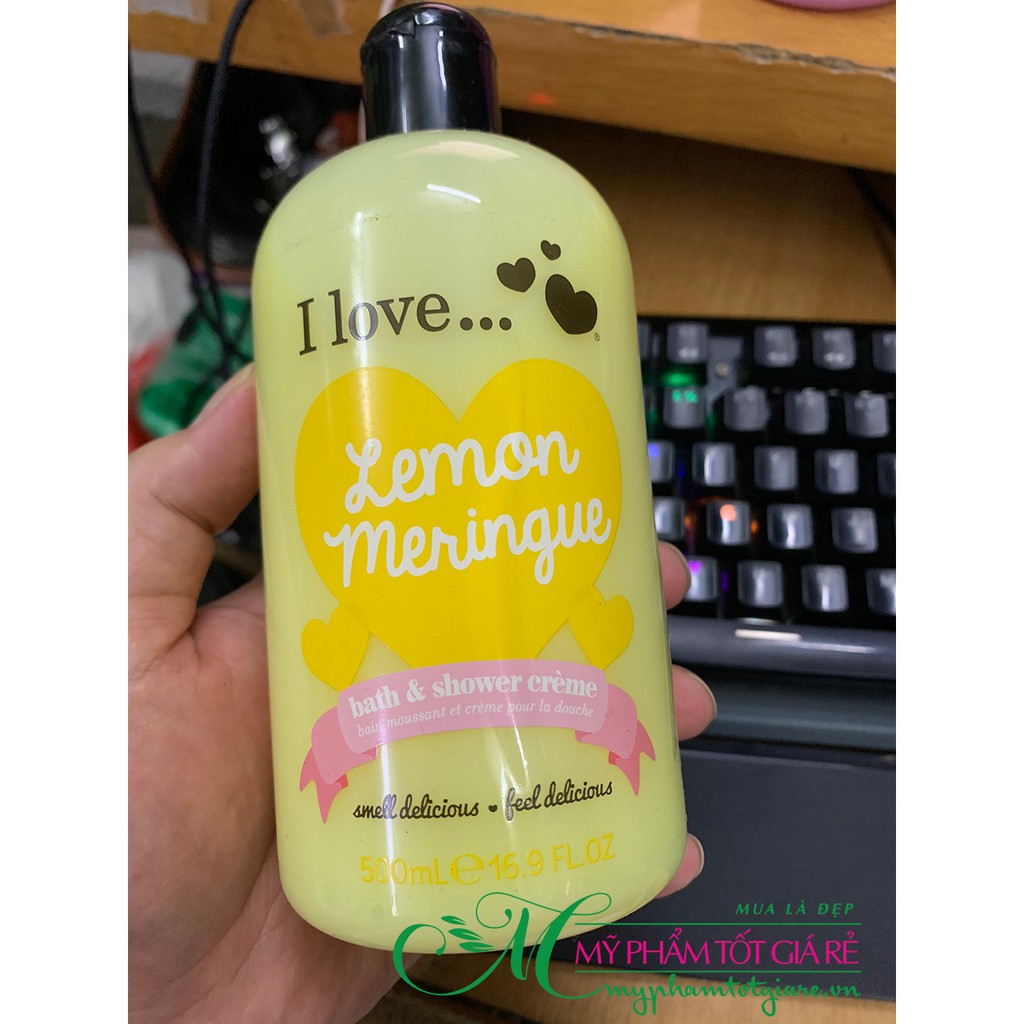 I love...
Lemon
Meringue
bath & shower crème
bain moussant et crème pour la douche
smell delicious • feel delicious
500mL℮16.9 FL.OZ
MUA LÀ ĐẸP
MỸ PHẨM TỐT GIÁ RẺ
myphamtotgiare.vn